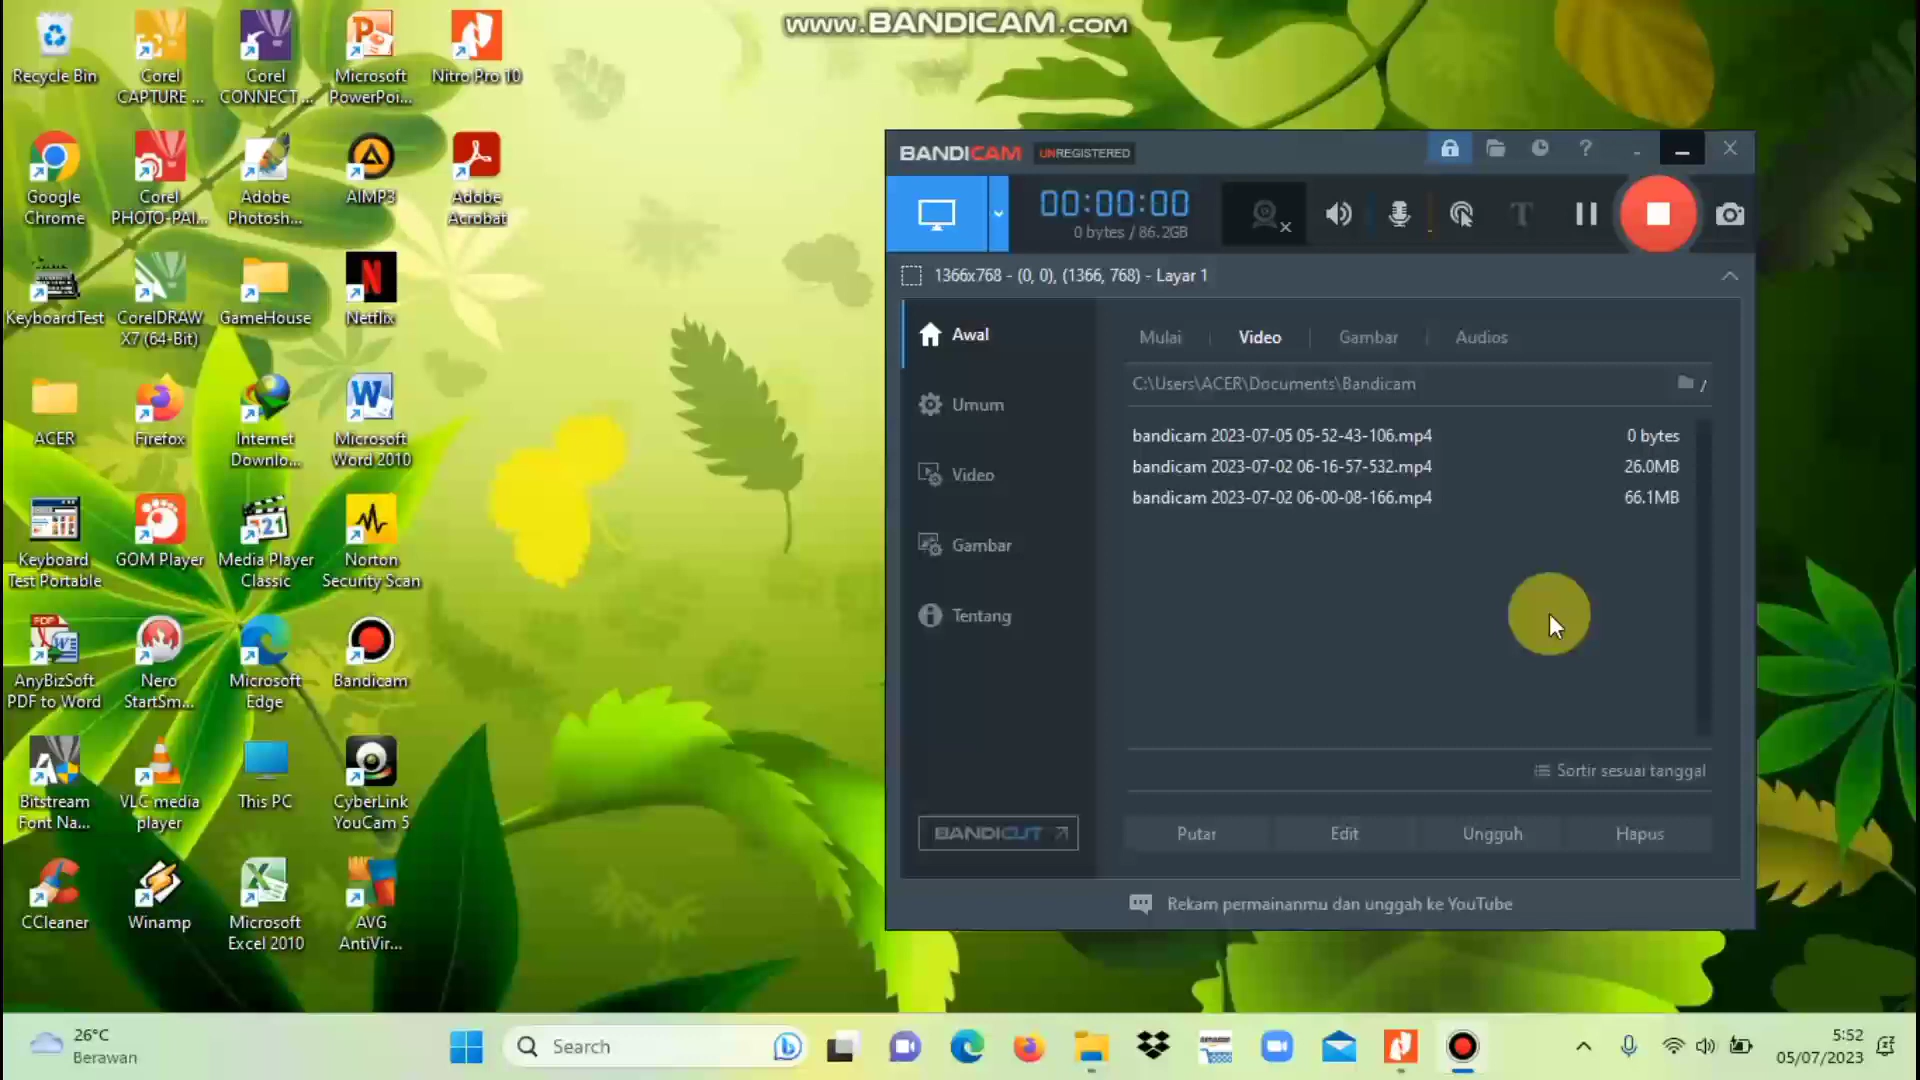 www.BANDICAM.com
Recycle Bin
Corel
CAPTURE ...
Corel
CONNECT ...
Microsoft
PowerPoi...
Nitro Pro 10
Google
Chrome
Corel
PHOTO-PAI...
Adobe
Photosh...
AIMP3
Adobe
Acrobat
KeyboardTest
CorelDRAW
X7 (64-Bit)
GameHouse
Netflix
ACER
Firefox
Internet
Downlo...
Microsoft
Word 2010
Keyboard
Test Portable
GOM Player
Media Player
Classic
Norton
Security Scan
AnyBizSoft
PDF to Word
Nero
StartSm...
Microsoft
Edge
Bandicam
Bitstream
Font Na...
VLC media
player
This PC
CyberLink
YouCam 5
CCleaner
Winamp
Microsoft
Excel 2010
AVG
AntiVir...
BANDICAM UNREGISTERED
00:00:00
0 bytes / 86.2GB
1366x768 - (0, 0), (1366, 768) - Layar 1
Awal
Umum
Video
Gambar
Tentang
BANDICUT
Mulai Video Gambar Audios
C:\Users\ACER\Documents\Bandicam
bandicam 2023-07-05 05-52-43-106.mp4 0 bytes
bandicam 2023-07-02 06-16-57-532.mp4 26.0MB
bandicam 2023-07-02 06-00-08-166.mp4 66.1MB
Sortir sesuai tanggal
Putar Edit Ungguh Hapus
Rekam permainanmu dan unggah ke YouTube
26°C
Berawan
Search
5:52
05/07/2023